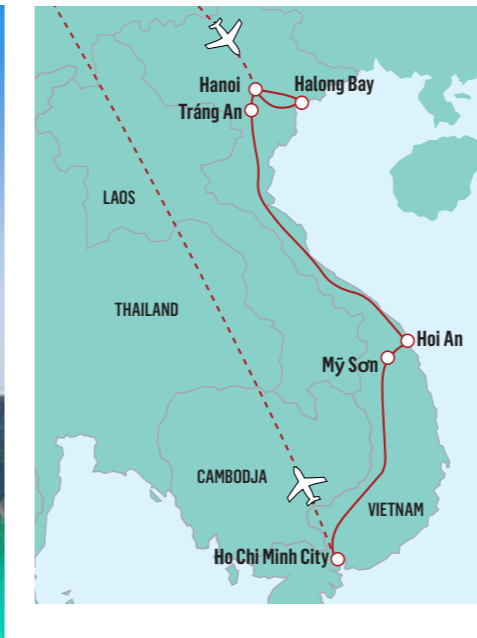 Hanoi
Halong Bay
Tráng An
LAOS
THAILAND
Hoi An
Mỹ Sơn
CAMBODJA
VIETNAM
Ho Chi Minh City